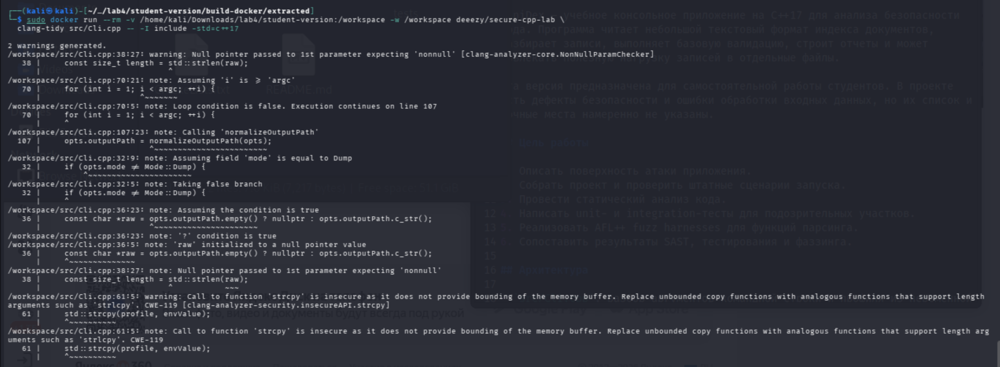 (kali㉿kali)-[~/…/lab4/student-version/build-docker/extracted]
$ sudo docker run --rm -v /home/kali/Downloads/lab4/student-version:/workspace -w /workspace deeezy/secure-cpp-lab \
clang-tidy src/Cli.cpp -- -I include -std=c++17
2 warnings generated.
/workspace/src/Cli.cpp:38:27: warning: Null pointer passed to 1st parameter expecting 'nonnull' [clang-analyzer-core.NonNullParamChecker]
38 | const size_t length = std::strlen(raw);
| ^
/workspace/src/Cli.cpp:70:21: note: Assuming 'i' is >= 'argc'
70 | for (int i = 1; i < argc; ++i) {
| ^~~~~~~~
/workspace/src/Cli.cpp:70:5: note: Loop condition is false. Execution continues on line 107
70 | for (int i = 1; i < argc; ++i) {
| ^
/workspace/src/Cli.cpp:107:23: note: Calling 'normalizeOutputPath'
107 | opts.outputPath = normalizeOutputPath(opts);
| ^~~~~~~~~~~~~~~~~~~~~~~~~
/workspace/src/Cli.cpp:32:9: note: Assuming field 'mode' is equal to Dump
32 | if (opts.mode != Mode::Dump) {
| ^~~~~~~~~~~~~~~~~~~~~~~
/workspace/src/Cli.cpp:32:5: note: Taking false branch
32 | if (opts.mode != Mode::Dump) {
| ^
/workspace/src/Cli.cpp:36:23: note: Assuming the condition is true
36 | const char *raw = opts.outputPath.empty() ? nullptr : opts.outputPath.c_str();
| ^~~~~~~~~~~~~~~~~~~~~~~
/workspace/src/Cli.cpp:36:23: note: '?' condition is true
/workspace/src/Cli.cpp:36:5: note: 'raw' initialized to a null pointer value
36 | const char *raw = opts.outputPath.empty() ? nullptr : opts.outputPath.c_str();
| ^~~~~~~~~~~~~~~
/workspace/src/Cli.cpp:38:27: note: Null pointer passed to 1st parameter expecting 'nonnull'
38 | const size_t length = std::strlen(raw);
| ^ ~~~
/workspace/src/Cli.cpp:61:5: warning: Call to function 'strcpy' is insecure as it does not provide bounding of the memory buffer. Replace unbounded copy functions with analogous functions that support length
arguments such as 'strlcpy'. CWE-119 [clang-analyzer-security.insecureAPI.strcpy]
61 | std::strcpy(profile, envValue);
| ^~~~~~~~~~~
/workspace/src/Cli.cpp:61:5: note: Call to function 'strcpy' is insecure as it does not provide bounding of the memory buffer. Replace unbounded copy functions with analogous functions that support length arg
uments such as 'strlcpy'. CWE-119
61 | std::strcpy(profile, envValue);
| ^~~~~~~~~~~
tests
учебное консольное приложение на C++17 для анализа безопасности
Программа читает небольшой текстовый формат индекса документов,
записи, выполняет базовую валидацию, строит отчеты и может
полезную нагрузку записей в отдельные файлы.
Videos
README.md
версия предназначена для самостоятельной работы студентов. В проекте
дефекты безопасности и ошибки обработки входных данных, но их список и
места намеренно не указаны.
Цель работы
Описать поверхность атаки приложения.
Собрать проект и проверить штатные сценарии запуска.
Провести статический анализ кода.
12 Написать unit- и integration-тесты для подозрительных участков.
13 5. Реализовать AFL++ fuzz harnesses для функций парсинга.
14 6. Сопоставить результаты SAST, тестирования и фаззинга.
15
16 ## Архитектура
17
видео и документы будут всегда под рукой
Google Play
App Store
Яндекс 360